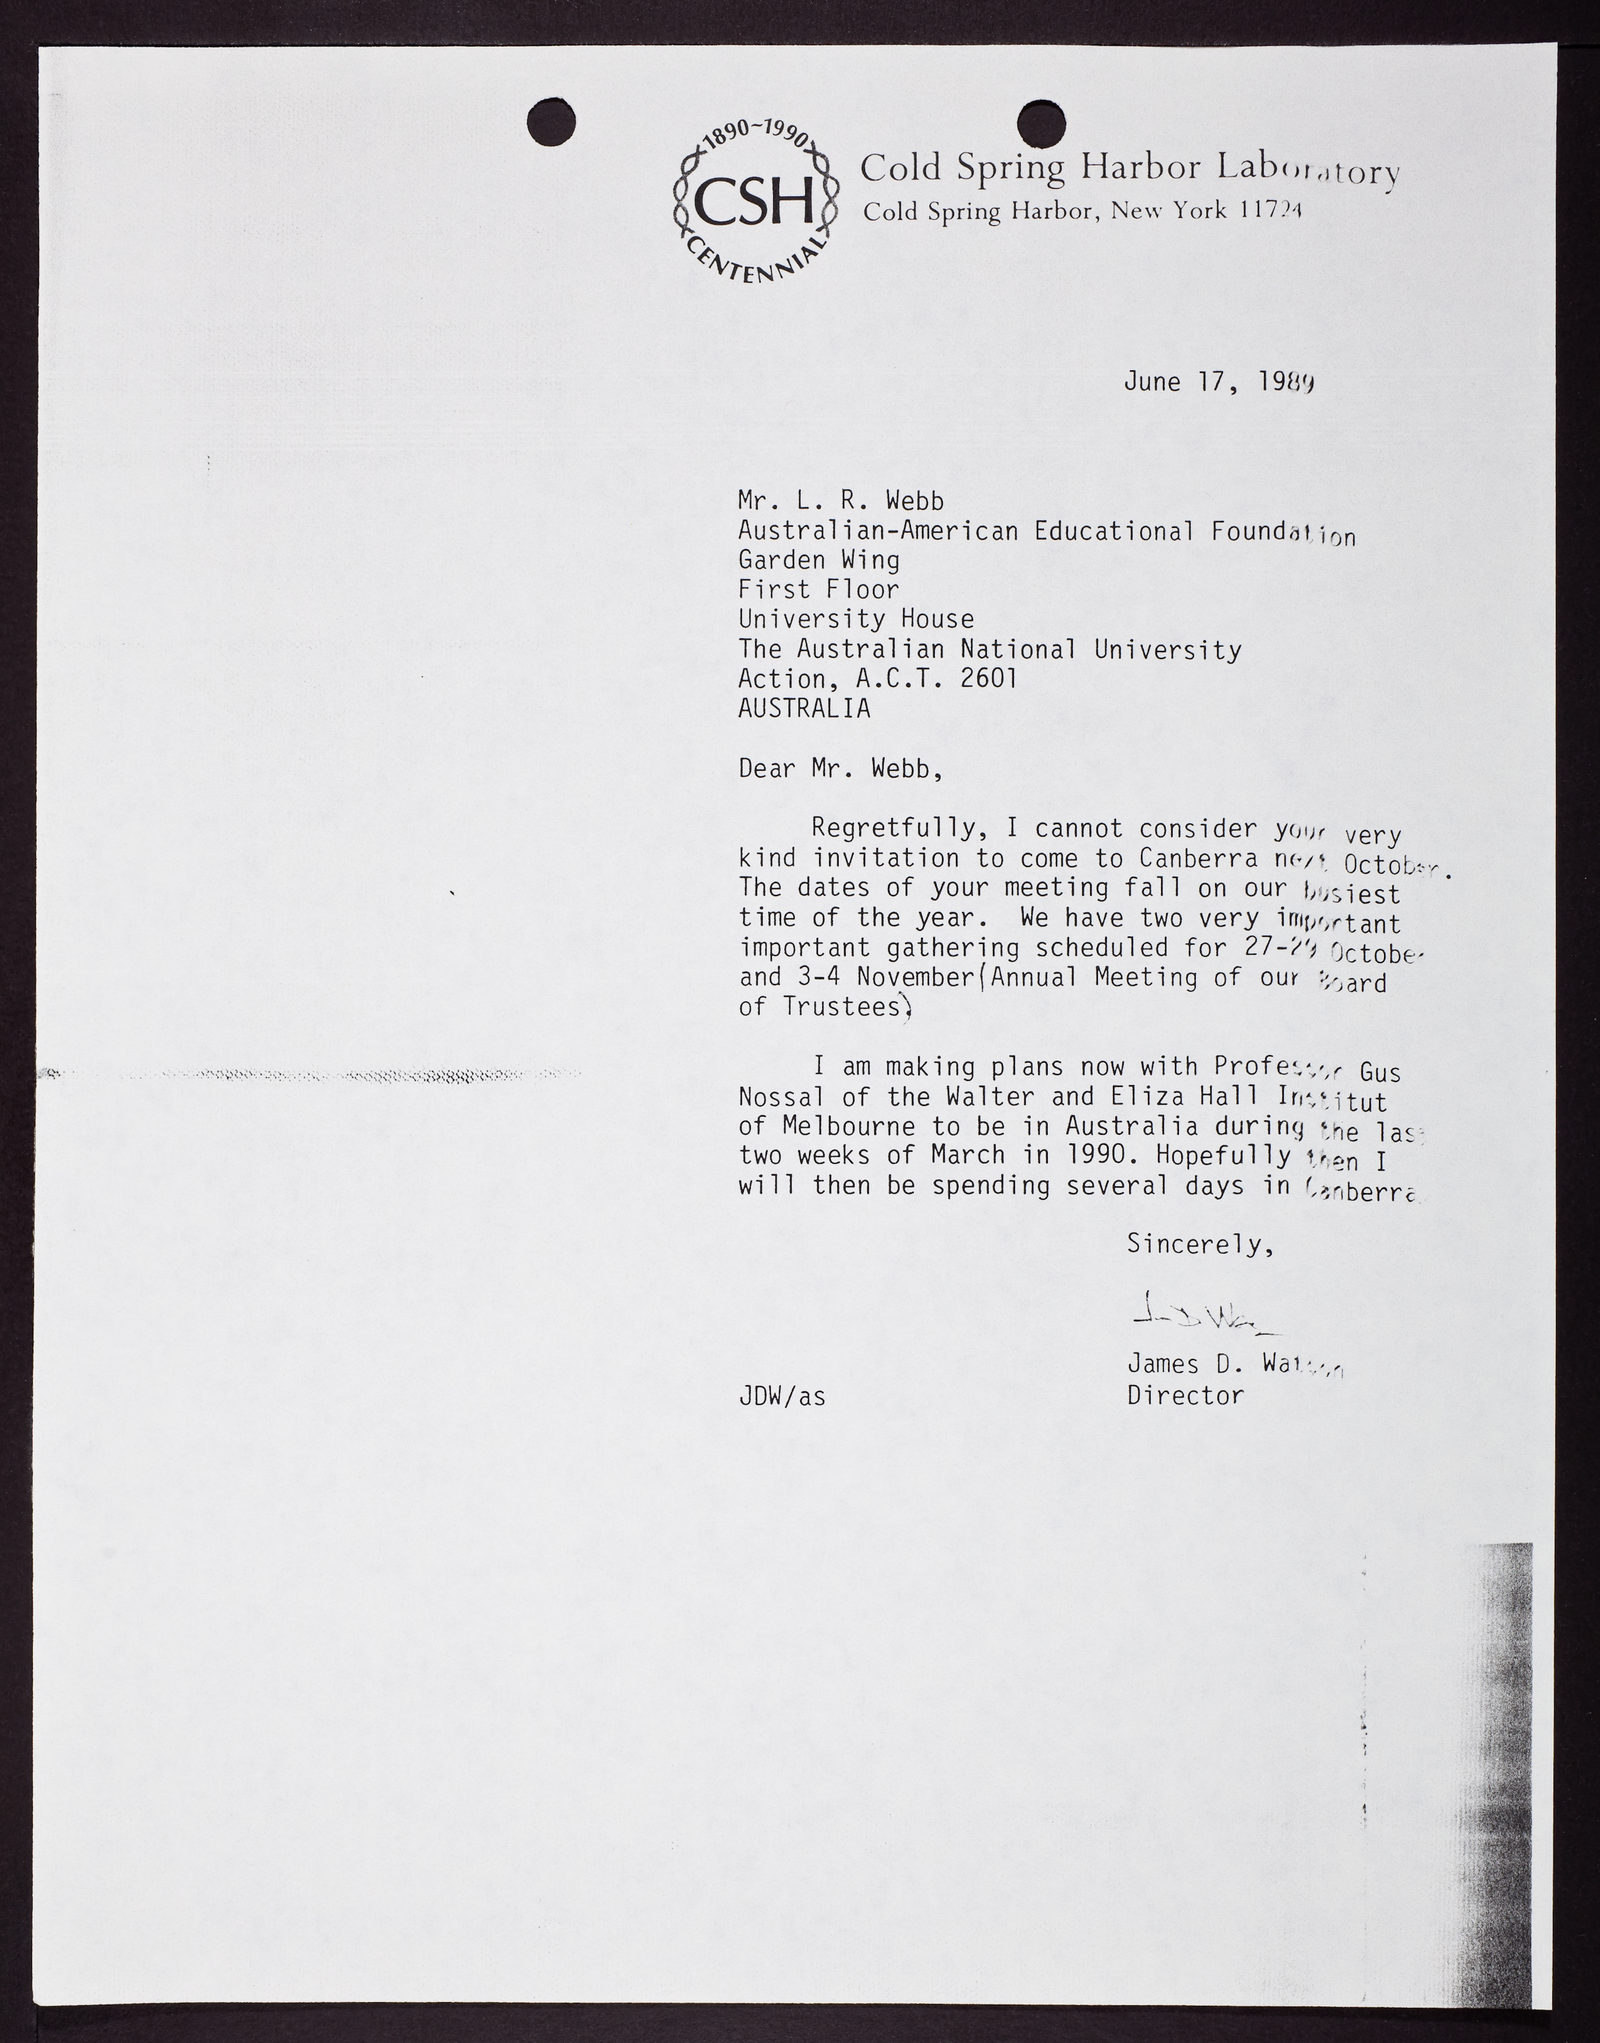 1890-1990
CSH
CENTENNIAL
Cold Spring Harbor Laboratory
Cold Spring Harbor, New York 11724
June 17, 1989
Mr. L. R. Webb
Australian-American Educational Foundation
Garden Wing
First Floor
University House
The Australian National University
Action, A.C.T. 2601
AUSTRALIA
Dear Mr. Webb,
Regretfully, I cannot consider your very
kind invitation to come to Canberra next October.
The dates of your meeting fall on our busiest
time of the year. We have two very important
important gathering scheduled for 27-29 October
and 3-4 November(Annual Meeting of our Board
of Trustees)
I am making plans now with Professor Gus
Nossal of the Walter and Eliza Hall Institut
of Melbourne to be in Australia during the last
two weeks of March in 1990. Hopefully then I
will then be spending several days in Canberra.
Sincerely,
James D. Watson
JDW/as Director